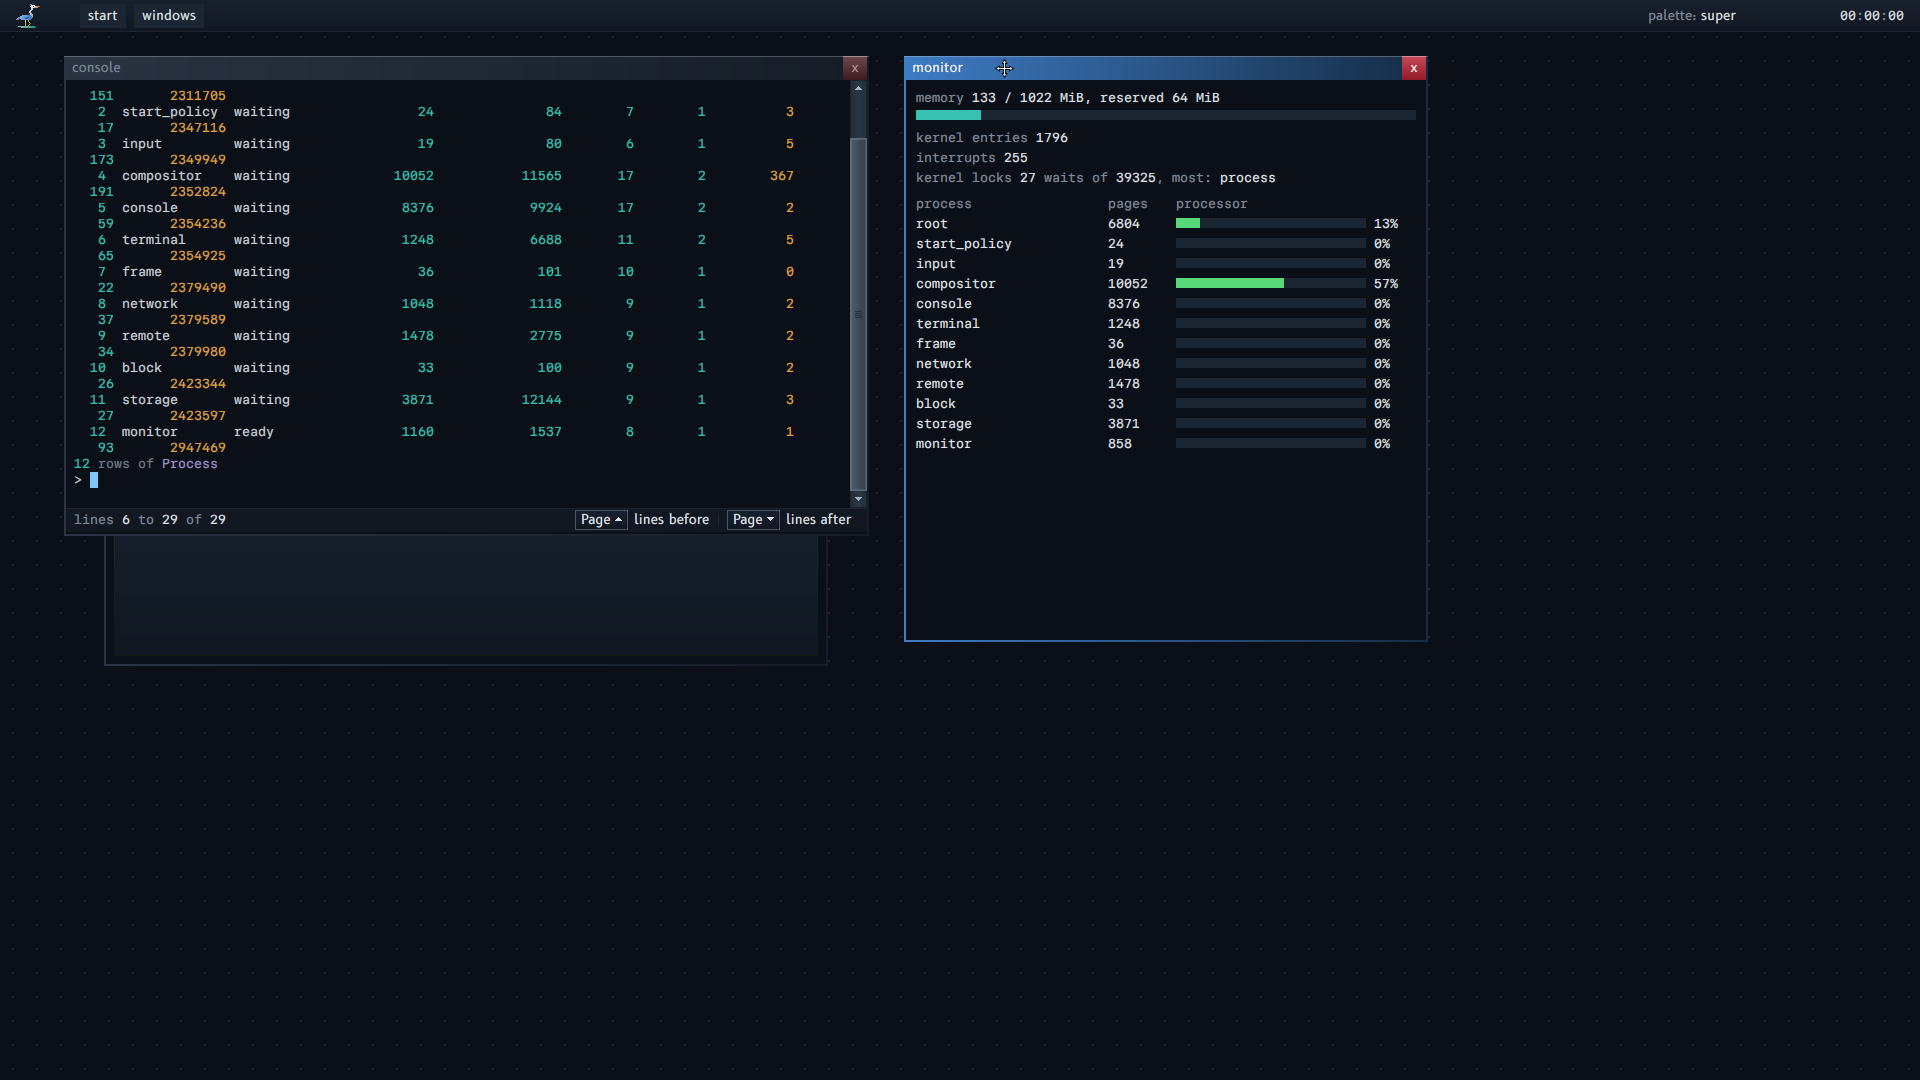 start windows palette: super 00:00:00
console x
151 2311705
2 start_policy waiting 24 84 7 1 3
17 2347116
3 input waiting 19 80 6 1 5
173 2349949
4 compositor waiting 10052 11565 17 2 367
191 2352824
5 console waiting 8376 9924 17 2 2
59 2354236
6 terminal waiting 1248 6688 11 2 5
65 2354925
7 frame waiting 36 101 10 1 0
22 2379490
8 network waiting 1048 1118 9 1 2
37 2379589
9 remote waiting 1478 2775 9 1 2
34 2379980
10 block waiting 33 100 9 1 2
26 2423344
11 storage waiting 3871 12144 9 1 3
27 2423597
12 monitor ready 1160 1537 8 1 1
93 2947469
12 rows of Process
>
lines 6 to 29 of 29 Page lines before Page lines after
monitor x
memory 133 / 1022 MiB, reserved 64 MiB
kernel entries 1796
interrupts 255
kernel locks 27 waits of 39325, most: process
process pages processor
root 6804 13%
start_policy 24 0%
input 19 0%
compositor 10052 57%
console 8376 0%
terminal 1248 0%
frame 36 0%
network 1048 0%
remote 1478 0%
block 33 0%
storage 3871 0%
monitor 858 0%